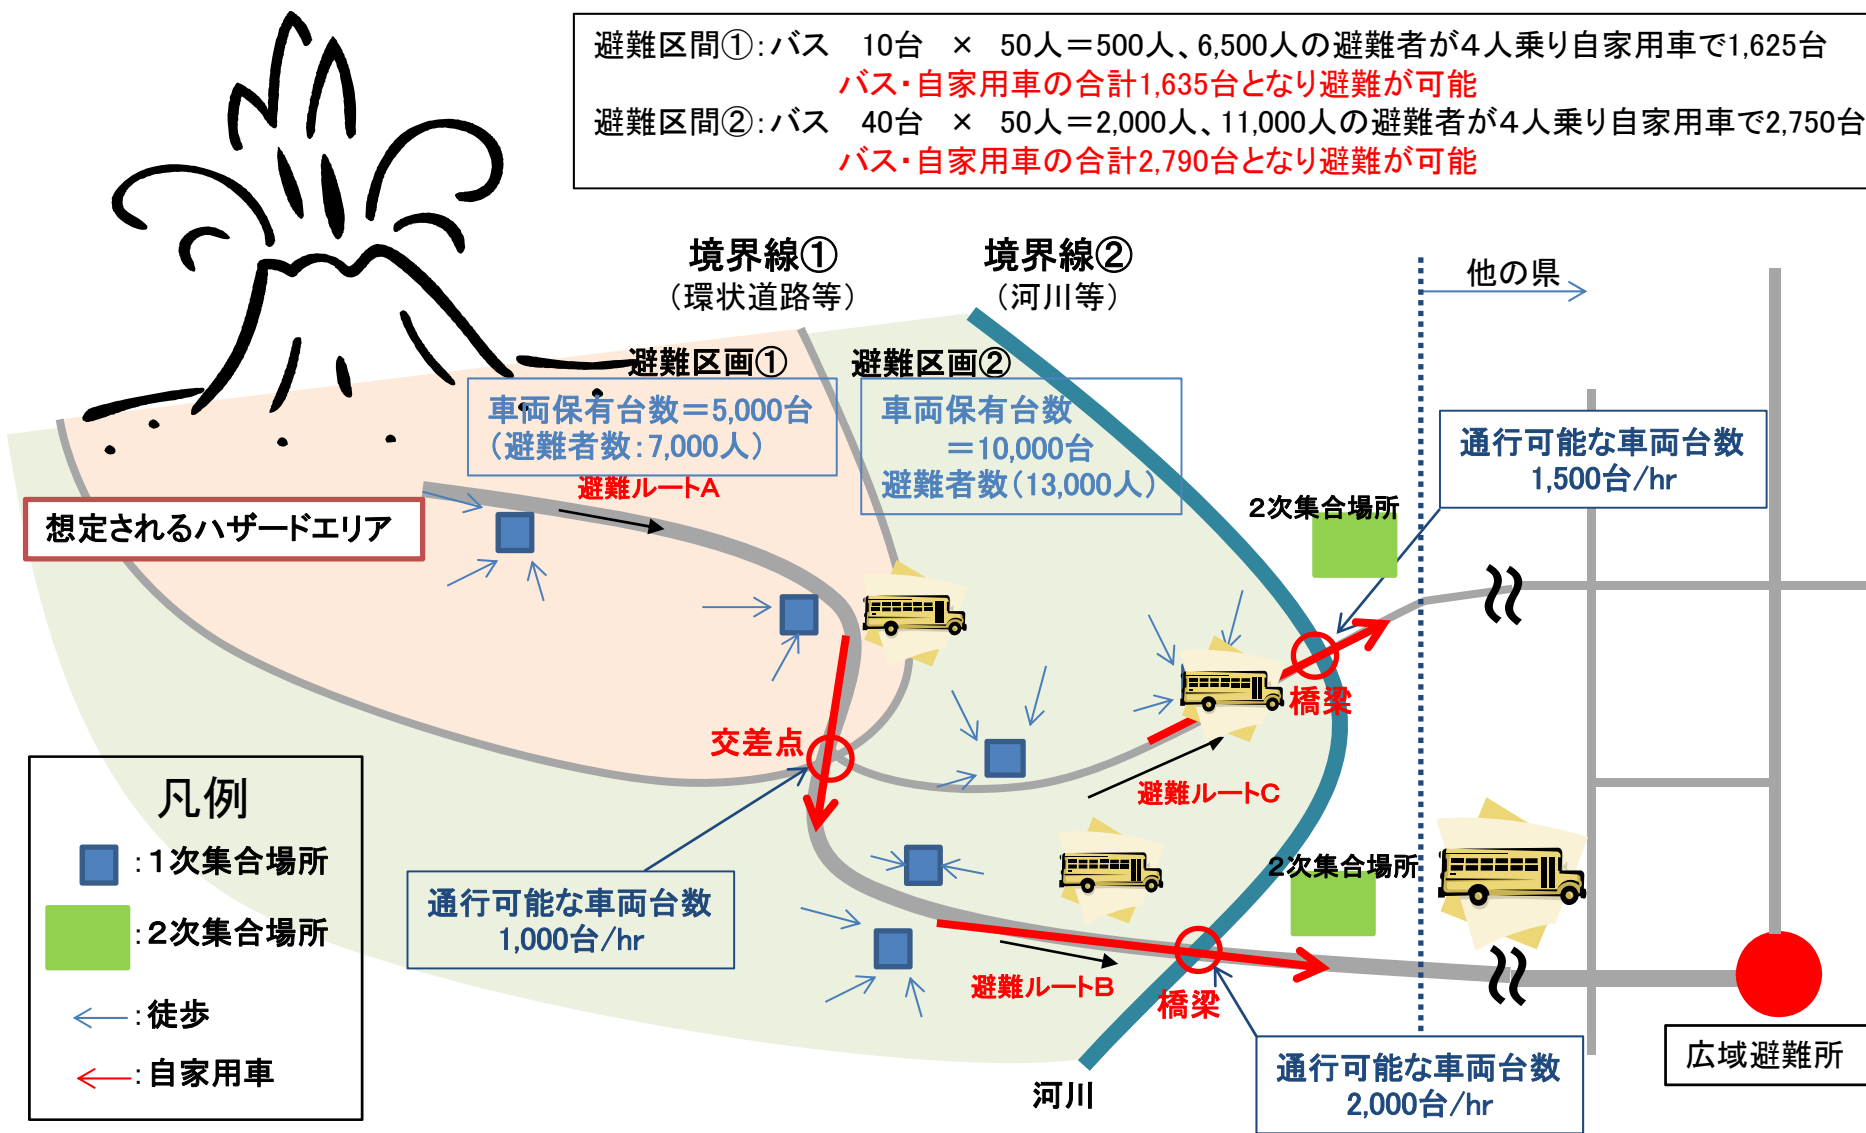 避難区間①：バス　10台　×　50人＝500人、6,500人の避難者が４人乗り自家用車で1,625台
バス・自家用車の合計1,635台となり避難が可能
避難区間②：バス　40台　×　50人＝2,000人、11,000人の避難者が４人乗り自家用車で2,750台
バス・自家用車の合計2,790台となり避難が可能
境界線①
（環状道路等）
境界線②
（河川等）
他の県
避難区画①
車両保有台数＝5,000台
（避難者数：7,000人）
避難区画②
車両保有台数
＝10,000台
避難者数（13,000人）
避難ルートA
想定されるハザードエリア
通行可能な車両台数
1,500台/hr
２次集合場所
橋梁
交差点
避難ルートC
通行可能な車両台数
1,000台/hr
２次集合場所
避難ルートB
橋梁
通行可能な車両台数
2,000台/hr
河川
広域避難所
凡例
：１次集合場所
：２次集合場所
：徒歩
：自家用車